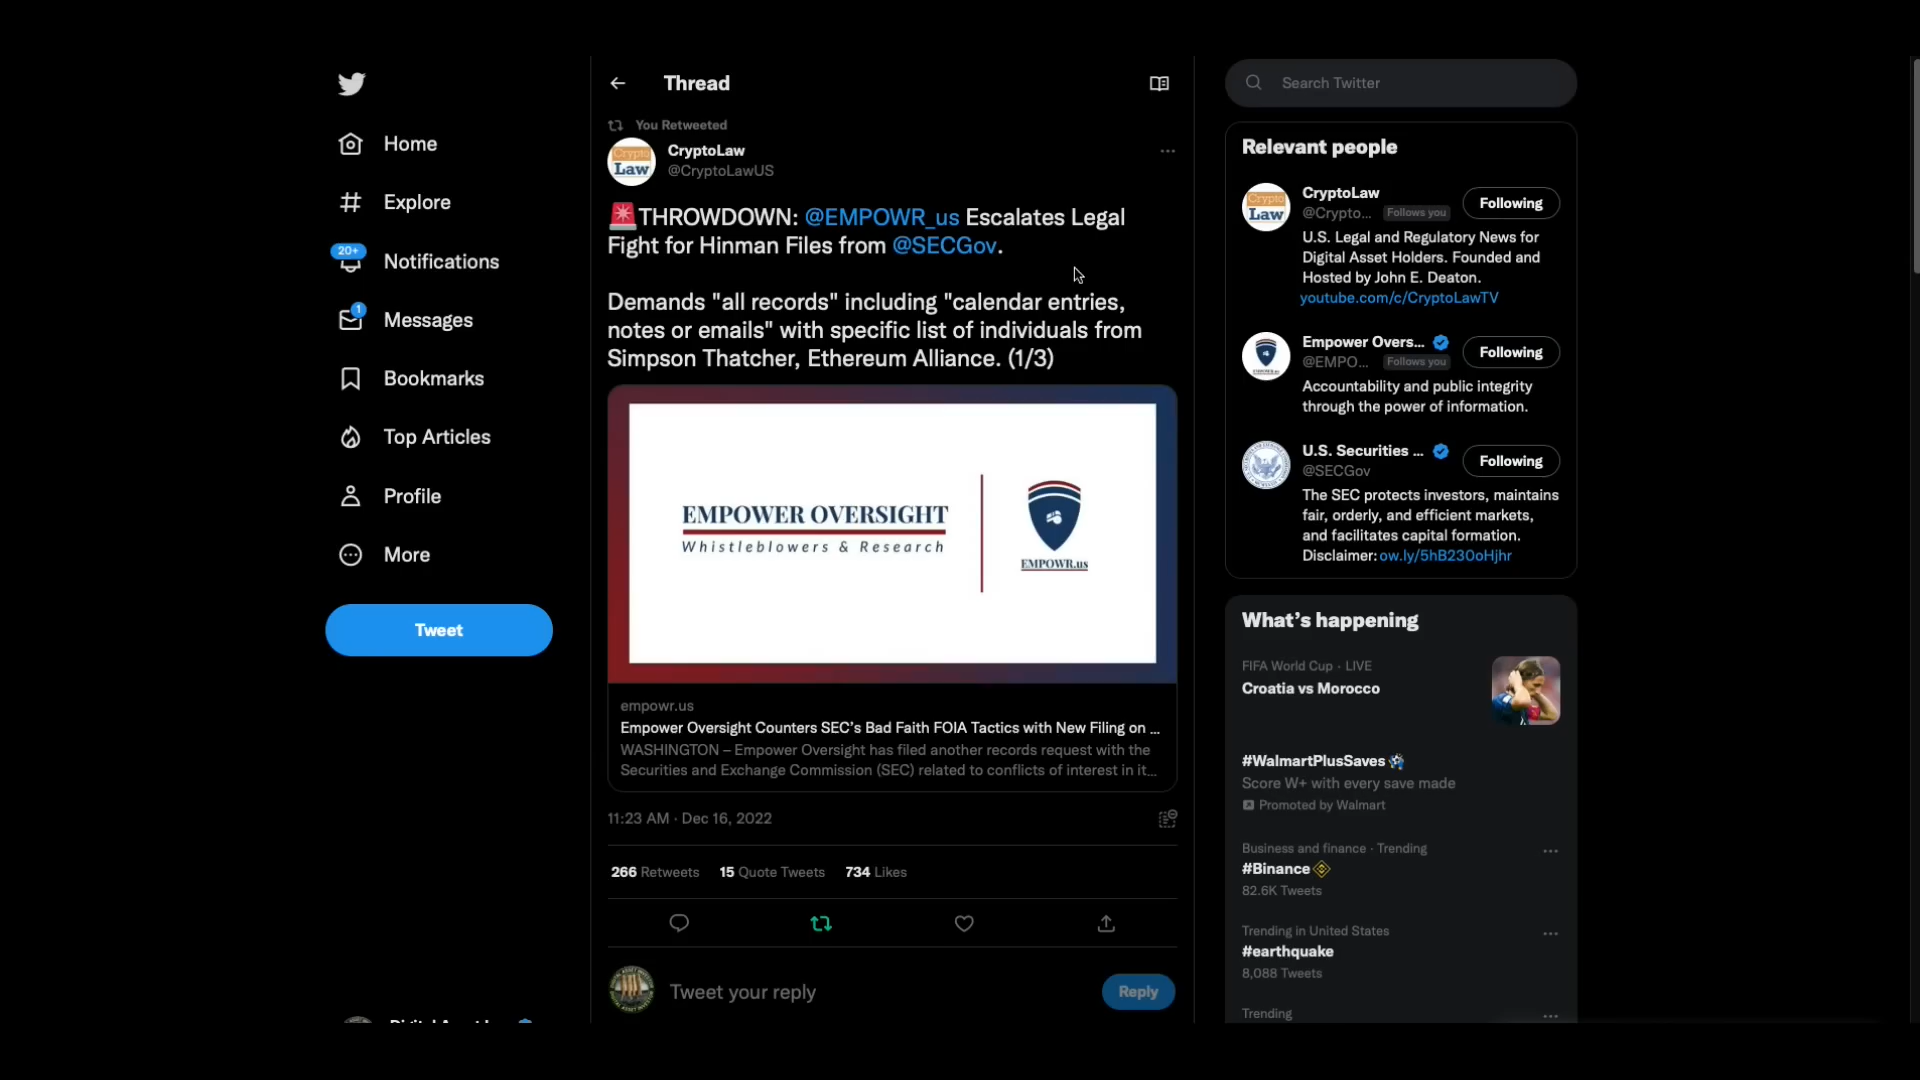 Home
Explore
20+
Notifications
1
Messages
Bookmarks
Top Articles
Profile
More
Tweet
Thread
You Retweeted
Crypto
Law
CryptoLaw
@CryptoLawUS
THROWDOWN: @EMPOWR_us Escalates Legal
Fight for Hinman Files from @SECGov.
Demands "all records" including "calendar entries,
notes or emails" with specific list of individuals from
Simpson Thatcher, Ethereum Alliance. (1/3)
EMPOWER OVERSIGHT
Whistleblowers & Research
EMPOWR.us
empowr.us
Empower Oversight Counters SEC's Bad Faith FOIA Tactics with New Filing on ...
WASHINGTON – Empower Oversight has filed another records request with the
Securities and Exchange Commission (SEC) related to conflicts of interest in it...
11:23 AM · Dec 16, 2022
266 Retweets 15 Quote Tweets 734 Likes
Tweet your reply
Reply
Search Twitter
Relevant people
Crypto
Law
CryptoLaw
@Crypto... Follows you
Following
U.S. Legal and Regulatory News for
Digital Asset Holders. Founded and
Hosted by John E. Deaton.
youtube.com/c/CryptoLawTV
Empower Overs...
@EMPO... Follows you
Following
Accountability and public integrity
through the power of information.
U.S. Securities ...
@SECGov
Following
The SEC protects investors, maintains
fair, orderly, and efficient markets,
and facilitates capital formation.
Disclaimer: ow.ly/5hB230oHjhr
What's happening
FIFA World Cup · LIVE
Croatia vs Morocco
#WalmartPlusSaves
Score W+ with every save made
Promoted by Walmart
Business and finance · Trending
#Binance
82.6K Tweets
Trending in United States
#earthquake
8,088 Tweets
Trending